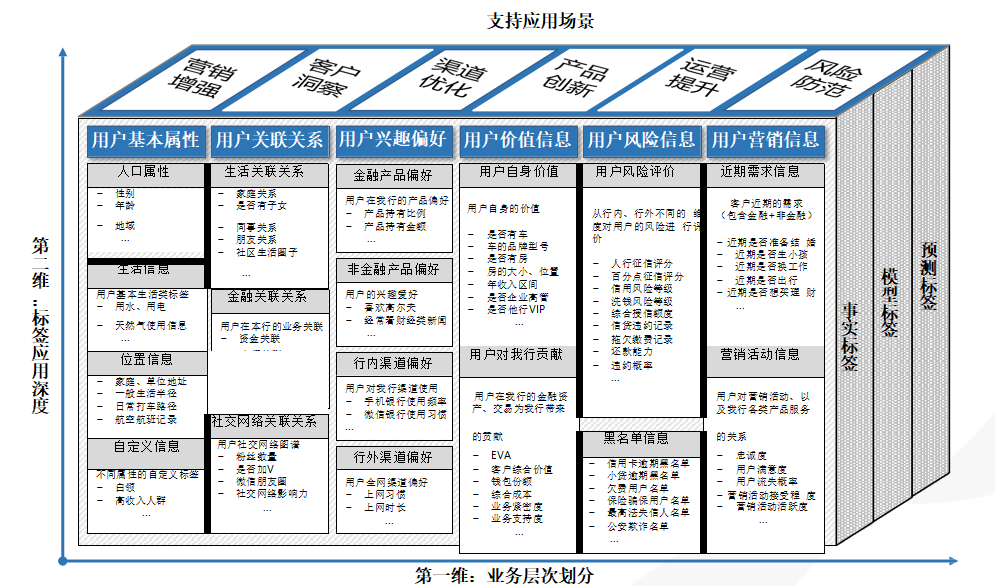 支持应用场景
营销
增强
客户
洞察
渠道
优化
产品
创新
运营
提升
风险
防范
第二维：标签应用深度
用户基本属性
人口属性
– 性别
– 年龄
– 地域
…
生活信息
用户基本生活类标签
– 用水、用电
– 天然气使用信息
…
位置信息
– 家庭、单位地址
– 一般生活半径
– 日常打车路径
– 航空航班记录
自定义信息
不同属性的自定义标签
– 白领
– 高收入人群
…
用户关联关系
生活关联关系
– 家庭关系
– 是否有子女
– 同事关系
– 朋友关系
– 社区生活圈子
…
金融关联关系
用户在本行的业务关联
– 资金关联
社交网络关联关系
用户社交网络图谱
– 粉丝数量
– 是否加V
– 微信朋友圈
– 社交网络影响力
…
用户兴趣偏好
金融产品偏好
用户在我行的产品偏好
– 产品持有比例
– 产品持有金额
…
非金融产品偏好
用户的兴趣爱好
– 喜欢高尔夫
– 经常看财经类新闻
…
行内渠道偏好
用户对我行渠道使用
– 手机银行使用频率
– 微信银行使用习惯
…
行外渠道偏好
用户全网渠道偏好
– 上网习惯
– 上网时长
…
用户价值信息
用户自身价值
用户自身的价值
– 是否有车
– 车的品牌型号
– 是否有房
– 房的大小、位置
– 年收入区间
– 是否企业高管
– 是否他行VIP
…
用户对我行贡献
用户在我行的金融资
产、交易为我行带来
的贡献
– EVA
– 客户综合价值
– 钱包份额
– 综合成本
– 业务紧密度
– 业务支持度
…
用户风险信息
用户风险评价
从行内、行外不同的 维
度对用户的风险进 行评
价
– 人行征信评分
– 百分点征信评分
– 信用风险等级
– 洗钱风险等级
– 综合授信额度
– 信贷违约记录
– 拖欠缴费记录
– 还款能力
– 违约概率
…
黑名单信息
– 信用卡逾期黑名单
– 小贷逾期黑名单
– 欠费用户名单
– 保险骗保用户名单
– 最高法失信人名单
– 公安欺诈名单
…
用户营销信息
近期需求信息
客户近期的需求
（包含金融+非金融）
– 近期是否准备结 婚
– 近期是否生小孩
– 近期是否换工作
– 近期是否出行
– 近期是否想买理 财
…
营销活动信息
用户对营销活动、以
及我行各类产品服务
的关系
– 忠诚度
– 用户满意度
– 用户流失概率
– 营销活动接受程 度
– 营销活动活跃度
…
事实标签
模型标签
预测标签
第一维：业务层次划分